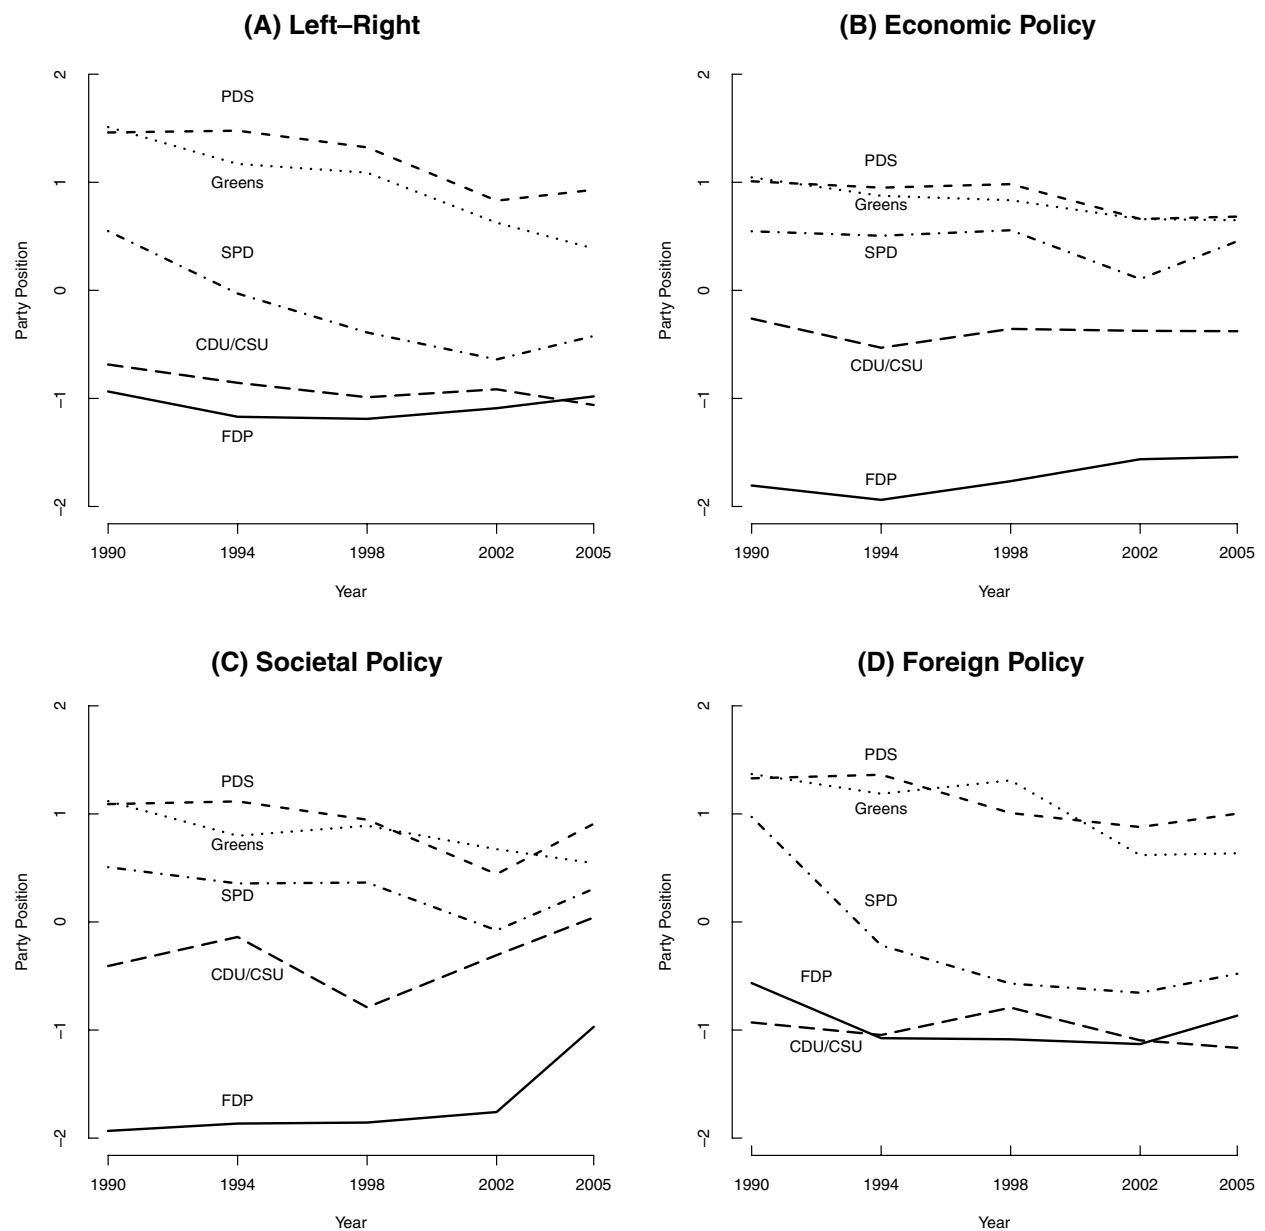 (A) Left–Right
Party Position
2
1
0
−1
−2
PDS
Greens
SPD
CDU/CSU
FDP
1990 1994 1998 2002 2005
Year
(B) Economic Policy
Party Position
2
1
0
−1
−2
PDS
Greens
SPD
CDU/CSU
FDP
1990 1994 1998 2002 2005
Year
(C) Societal Policy
Party Position
2
1
0
−1
−2
PDS
Greens
SPD
CDU/CSU
FDP
1990 1994 1998 2002 2005
Year
(D) Foreign Policy
Party Position
2
1
0
−1
−2
PDS
Greens
SPD
FDP
CDU/CSU
1990 1994 1998 2002 2005
Year